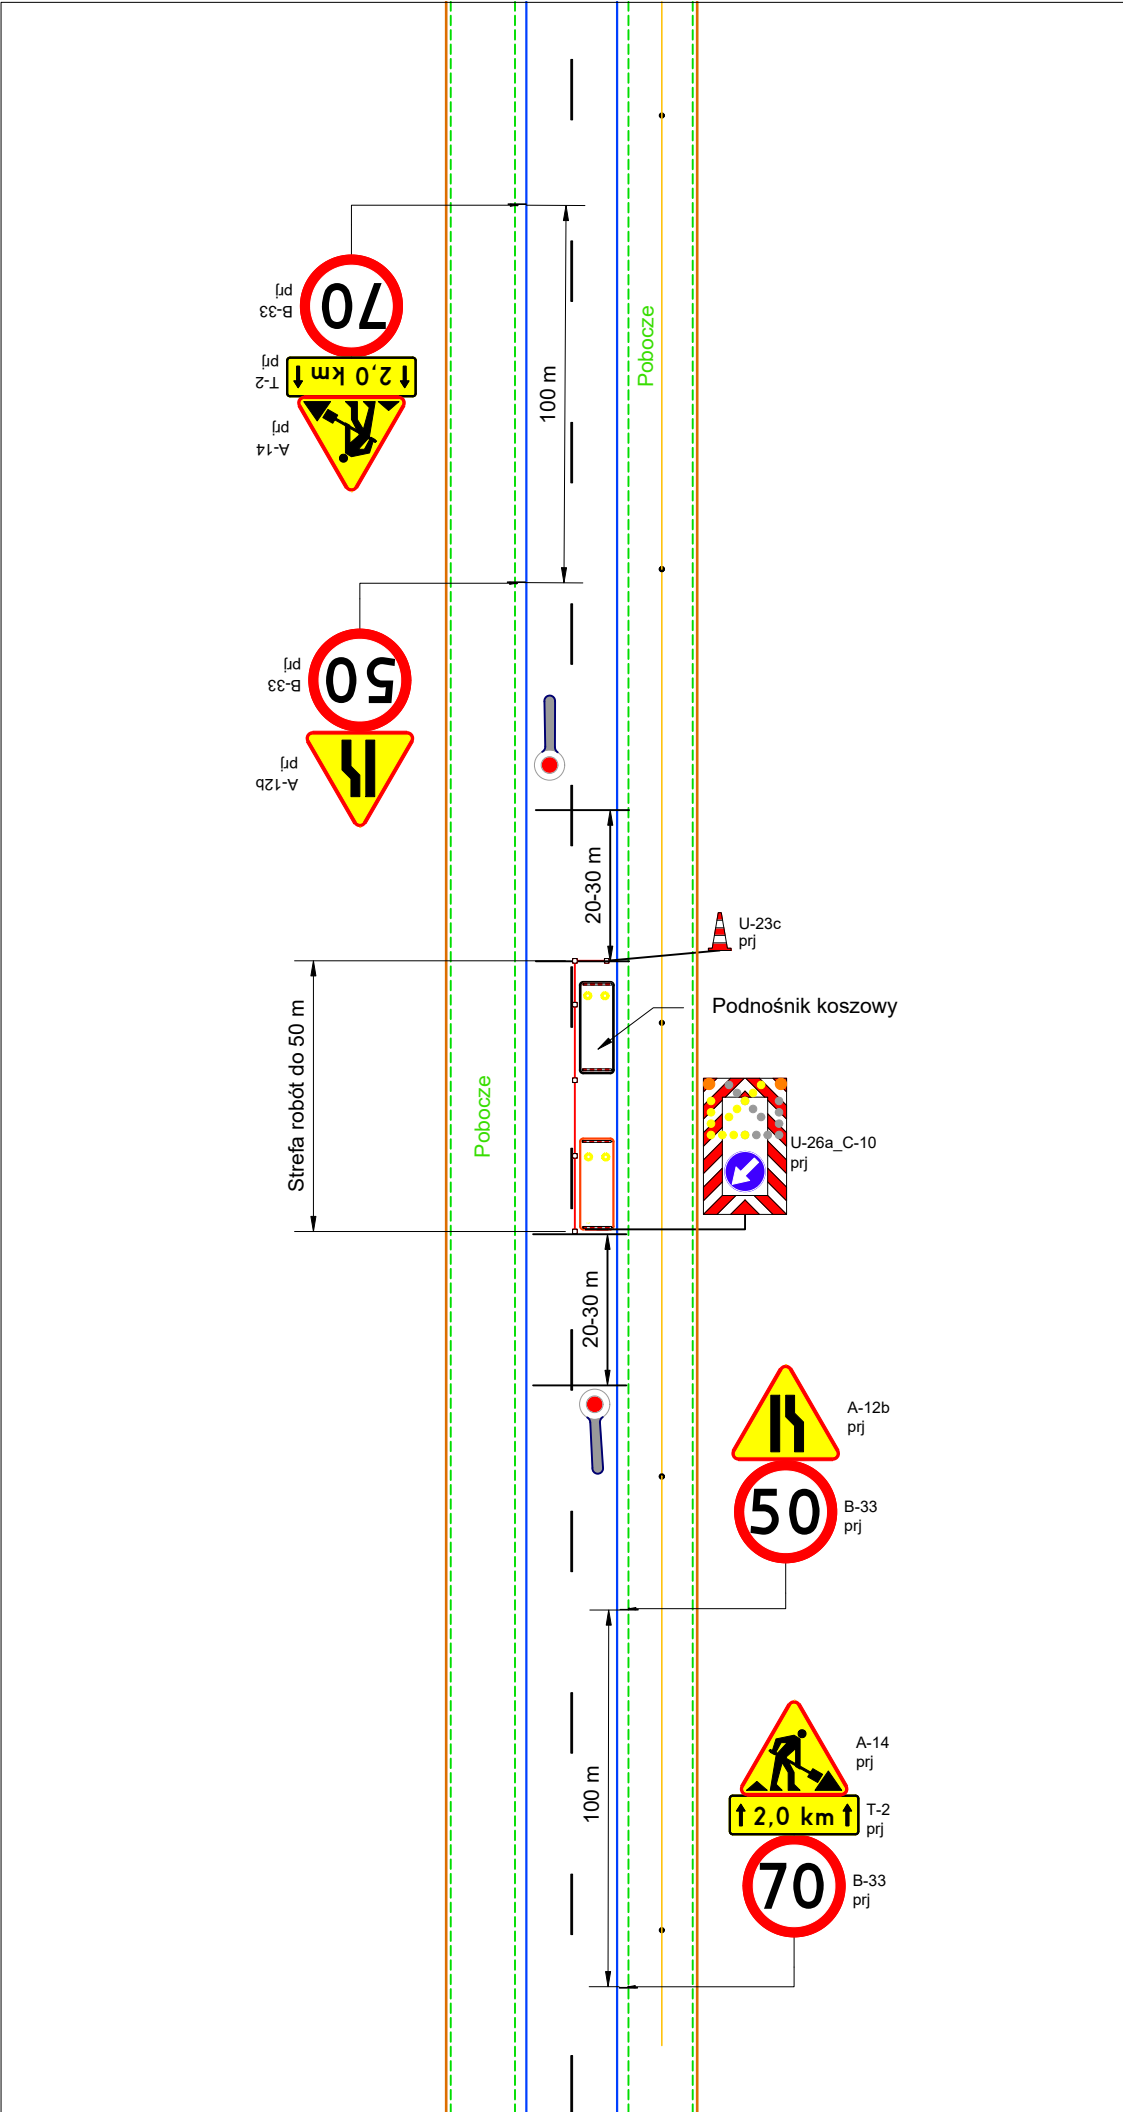 70
B-33
prj
2,0 km
T-2
prj
A-14
prj
100 m
Pobocze
50
B-33
prj
A-12b
prj
20-30 m
U-23c
prj
Strefa robót do 50 m
Podnośnik koszowy
Pobocze
U-26a_C-10
prj
20-30 m
A-12b
prj
50
B-33
prj
100 m
A-14
prj
2,0 km
T-2
prj
70
B-33
prj